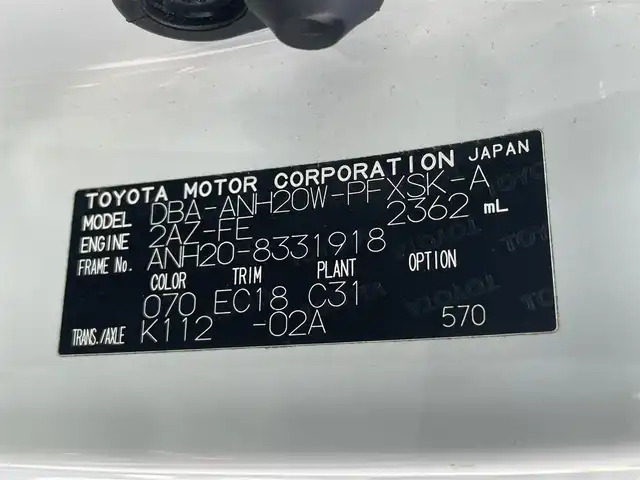 TOYOTA MOTOR CORPORATION JAPAN
MODEL DBA-ANH20W-PFXSK-A
ENGINE 2AZ-FE 2362 mL
FRAME No. ANH20-8331918
COLOR TRIM PLANT OPTION
070 EC18 C31
TRANS./AXLE K112 -02A 570